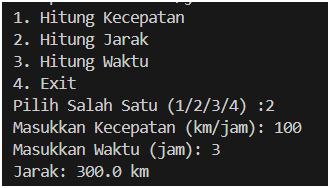 1. Hitung Kecepatan
2. Hitung Jarak
3. Hitung Waktu
4. Exit
Pilih Salah Satu (1/2/3/4) :2
Masukkan Kecepatan (km/jam): 100
Masukkan Waktu (jam): 3
Jarak: 300.0 km